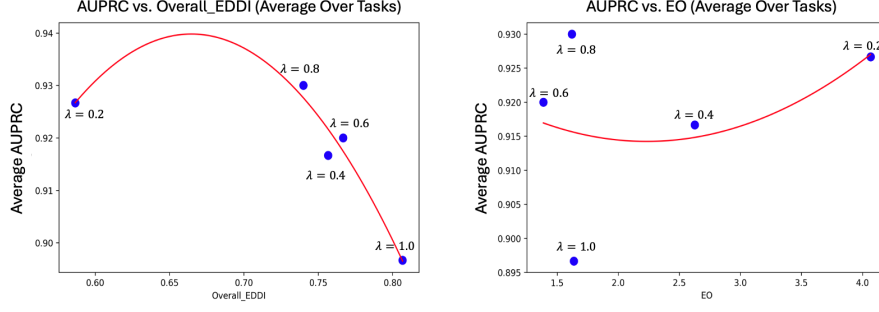 AUPRC vs. Overall_EDDI (Average Over Tasks)
Average AUPRC
0.94
0.93
0.92
0.91
0.90
λ = 0.2
λ = 0.8
λ = 0.6
λ = 0.4
λ = 1.0
0.60
0.65
0.70
0.75
0.80
Overall_EDDI
AUPRC vs. EO (Average Over Tasks)
Average AUPRC
0.930
0.925
0.920
0.915
0.910
0.905
0.900
0.895
λ = 0.8
λ = 0.2
λ = 0.6
λ = 0.4
λ = 1.0
1.5
2.0
2.5
3.0
3.5
4.0
EO